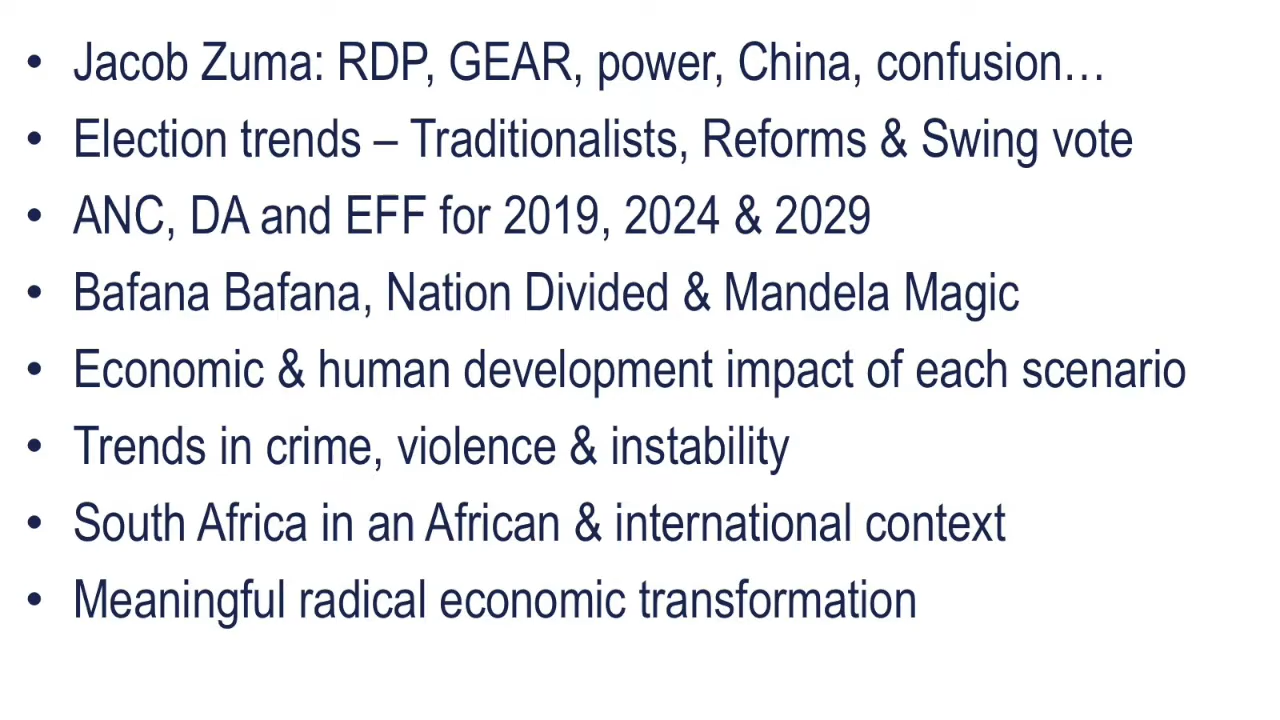 • Jacob Zuma: RDP, GEAR, power, China, confusion…
• Election trends – Traditionalists, Reforms & Swing vote
• ANC, DA and EFF for 2019, 2024 & 2029
• Bafana Bafana, Nation Divided & Mandela Magic
• Economic & human development impact of each scenario
• Trends in crime, violence & instability
• South Africa in an African & international context
• Meaningful radical economic transformation